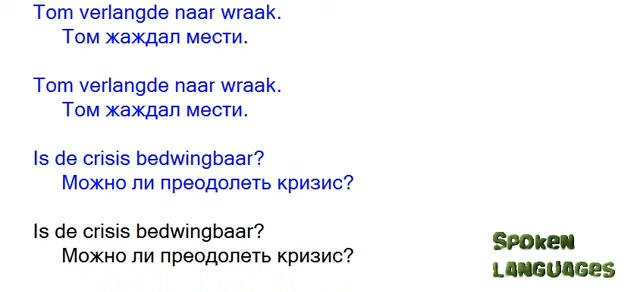 Tom verlangde naar wraak.
Том жаждал мести.
Tom verlangde naar wraak.
Том жаждал мести.
Is de crisis bedwingbaar?
Можно ли преодолеть кризис?
Is de crisis bedwingbaar?
Можно ли преодолеть кризис?
SPOKEN
LANGUAGES